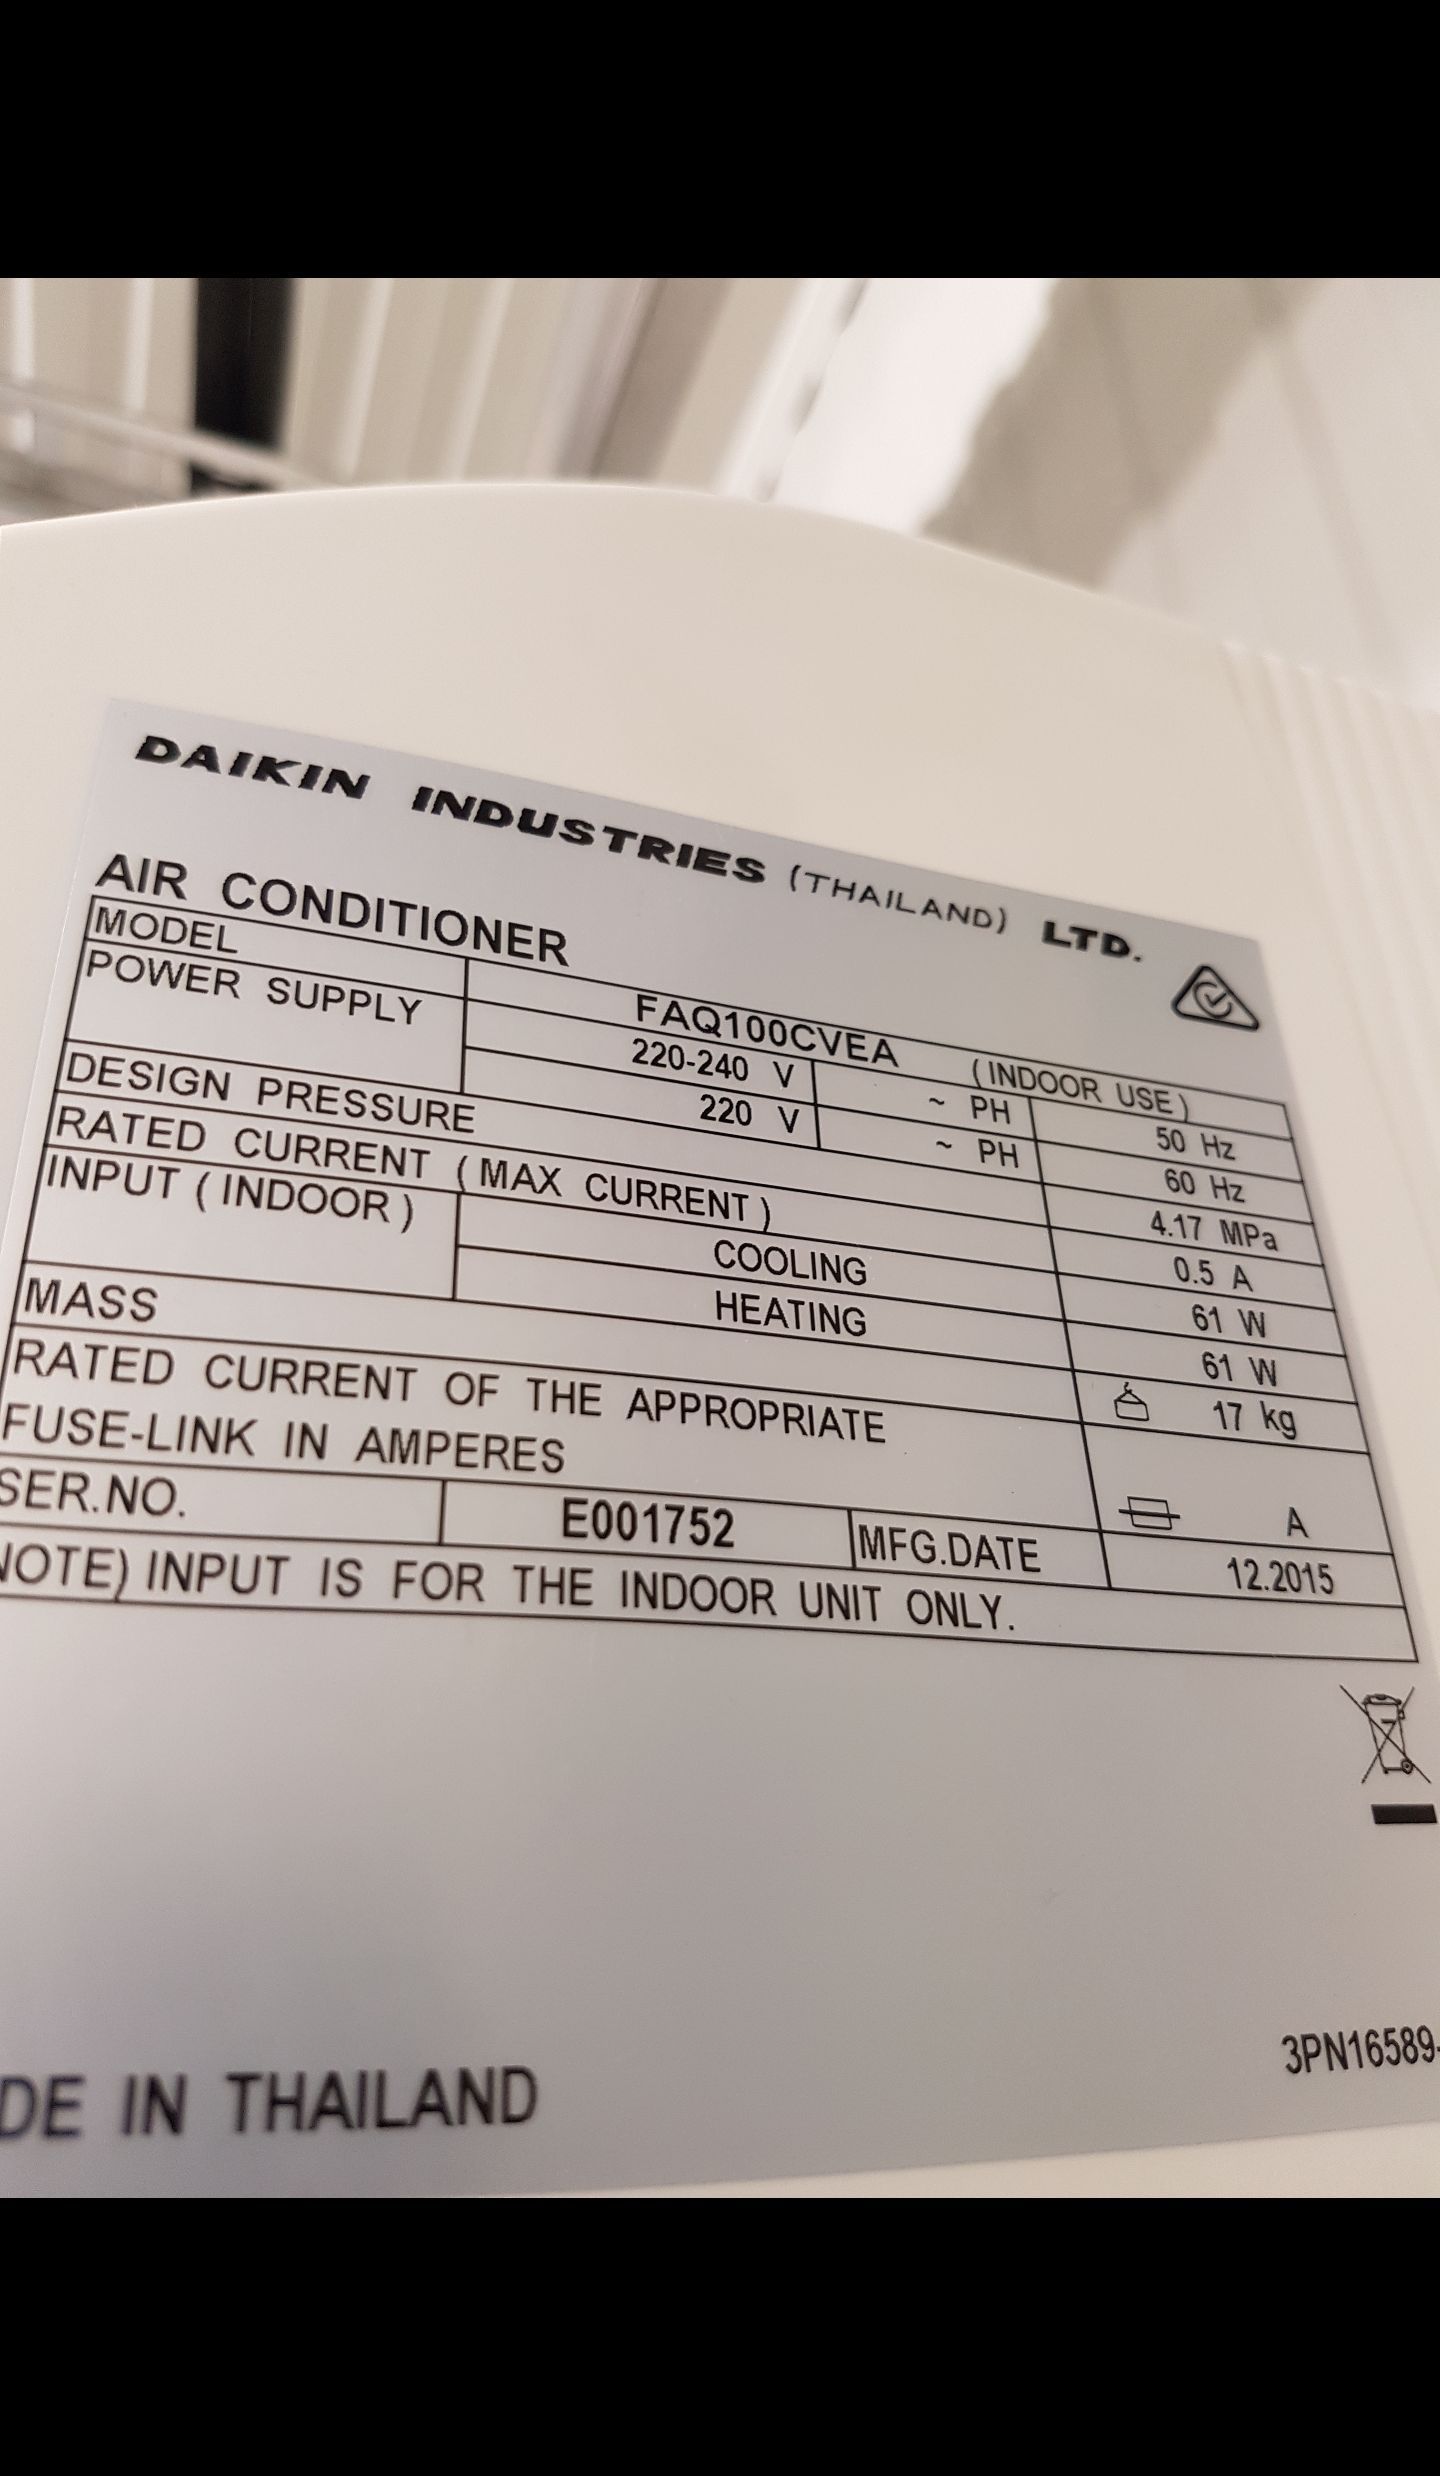 DAIKIN INDUSTRIES (THAILAND) LTD.
AIR CONDITIONER
MODEL FAQ100CVEA (INDOOR USE)
POWER SUPPLY 220-240 V ~ PH 50 Hz
220 V ~ PH 60 Hz
DESIGN PRESSURE 4.17 MPa
RATED CURRENT (MAX CURRENT) 0.5 A
INPUT (INDOOR) COOLING 61 W
HEATING 61 W
MASS 17 kg
RATED CURRENT OF THE APPROPRIATE
FUSE-LINK IN AMPERES A
SER.NO. E001752 MFG.DATE 12.2015
NOTE) INPUT IS FOR THE INDOOR UNIT ONLY.
3PN16589-
DE IN THAILAND